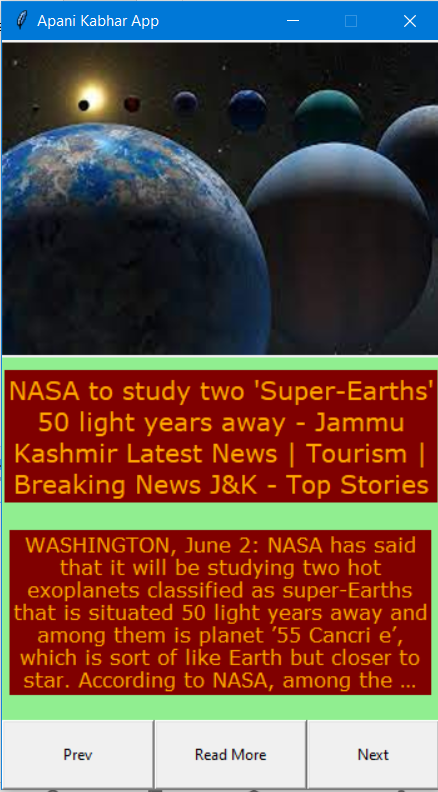 Apani Kabhar App
NASA to study two 'Super-Earths'
50 light years away - Jammu
Kashmir Latest News | Tourism |
Breaking News J&K - Top Stories
WASHINGTON, June 2: NASA has said
that it will be studying two hot
exoplanets classified as super-Earths
that is situated 50 light years away and
among them is planet ’55 Cancri e’,
which is sort of like Earth but closer to
star. According to NASA, among the …
Prev
Read More
Next